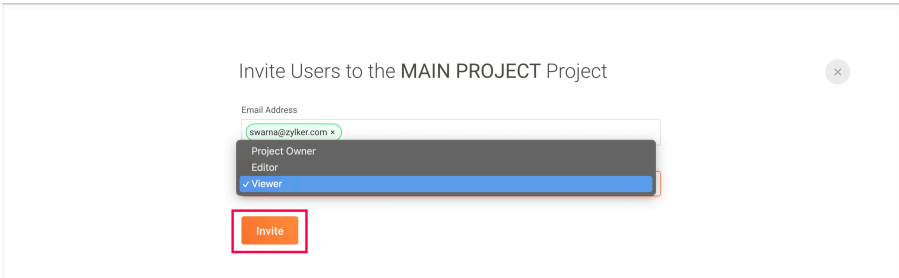 Invite Users to the MAIN PROJECT Project
Email Address
swarna@zylker.com ×
Project Owner
Editor
✓ Viewer
Invite